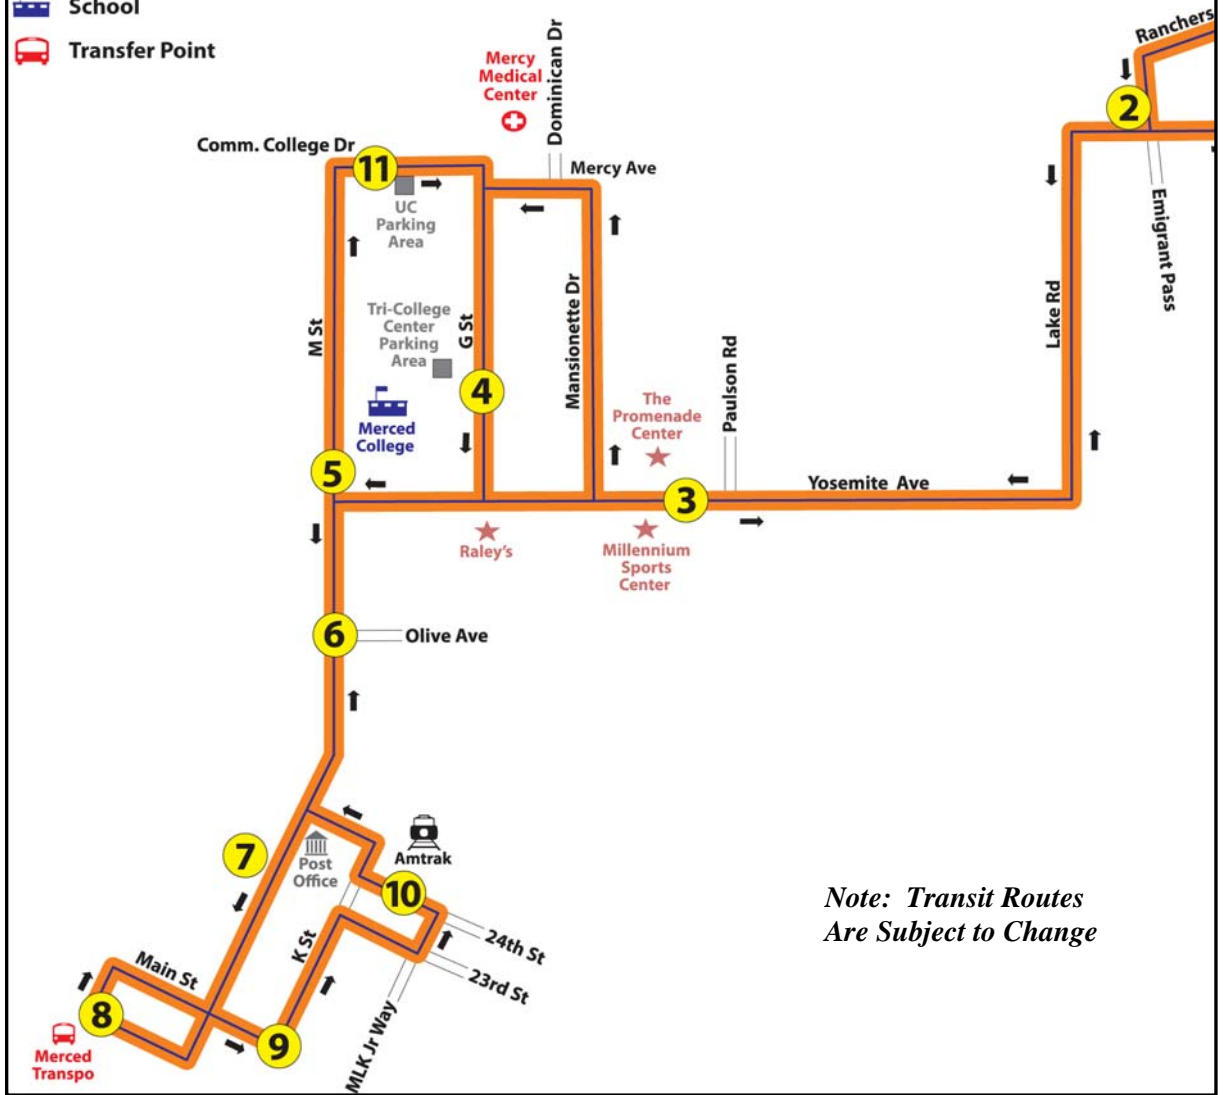 School
Transfer Point
Ranchers
2
Mercy
Medical
Center
Dominican Dr
Comm. College Dr
11
Mercy Ave
UC
Parking
Area
Emigrant Pass
Lake Rd
Tri-College
Center
Parking
Area
M St
G St
Mansionette Dr
Paulson Rd
4
The
Promenade
Center
Merced
College
5
3
Yosemite Ave
Raley's
Millennium
Sports
Center
6
Olive Ave
7
Post
Office
Amtrak
10
Note: Transit Routes
Are Subject to Change
K St
24th St
23rd St
Main St
8
9
MLK Jr Way
Merced
Transpo